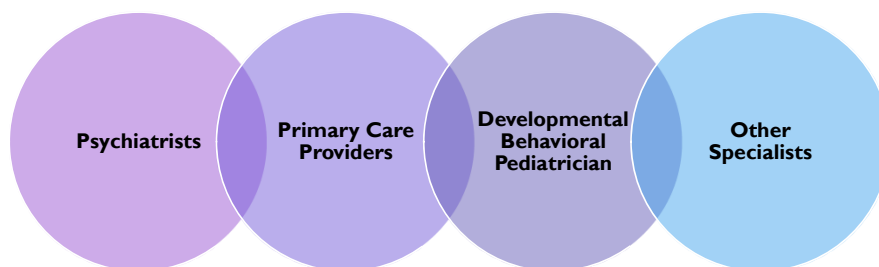 Psychiatrists
Primary Care
Providers
Developmental
Behavioral
Pediatrician
Other
Specialists